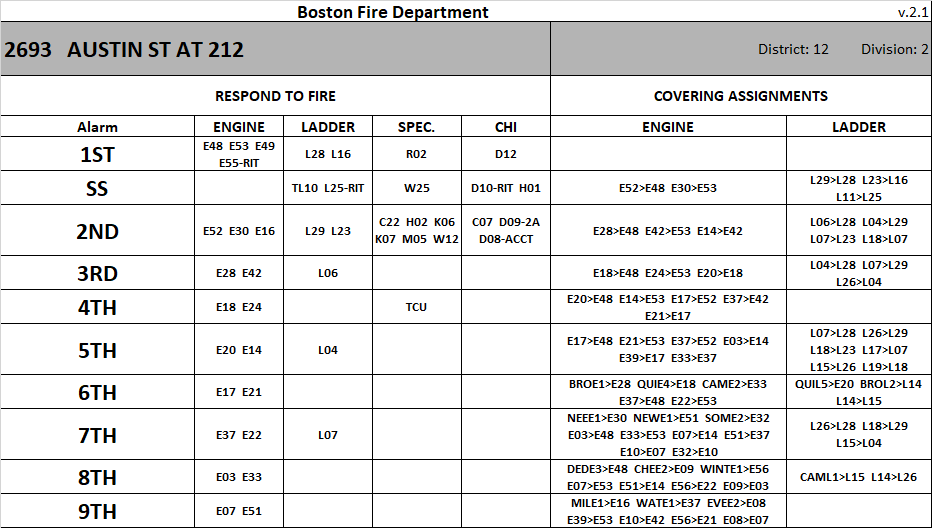 Boston Fire Department v.2.1
2693 AUSTIN ST AT 212 District: 12 Division: 2
RESPOND TO FIRE COVERING ASSIGNMENTS
Alarm ENGINE LADDER SPEC. CHI ENGINE LADDER
1ST E48 E53 E49 E55-RIT L28 L16 R02 D12
SS TL10 L25-RIT W25 D10-RIT H01 E52>E48 E30>E53 L29>L28 L23>L16 L11>L25
2ND E52 E30 E16 L29 L23 C22 H02 K06 K07 M05 W12 C07 D09-2A D08-ACCT E28>E48 E42>E53 E14>E42 L06>L28 L04>L29 L07>L23 L18>L07
3RD E28 E42 L06 E18>E48 E24>E53 E20>E18 L04>L28 L07>L29 L26>L04
4TH E18 E24 TCU E20>E48 E14>E53 E17>E52 E37>E42 E21>E17
5TH E20 E14 L04 E17>E48 E21>E53 E37>E52 E03>E14 E39>E17 E33>E37 L07>L28 L26>L29 L18>L23 L17>L07 L15>L26 L19>L18
6TH E17 E21 BROE1>E28 QUIE4>E18 CAME2>E33 E37>E48 E22>E53 QUIL5>E20 BROL2>L14 L14>L15
7TH E37 E22 L07 NEEE1>E30 NEWE1>E51 SOME2>E32 E03>E48 E33>E53 E07>E14 E51>E37 E10>E07 E32>E10 L26>L28 L18>L29 L15>L04
8TH E03 E33 DEDE3>E48 CHEE2>E09 WINTE1>E56 E07>E53 E51>E14 E56>E22 E09>E03 CAML1>L15 L14>L26
9TH E07 E51 MILE1>E16 WATE1>E37 EVEE2>E08 E39>E53 E10>E42 E56>E21 E08>E07